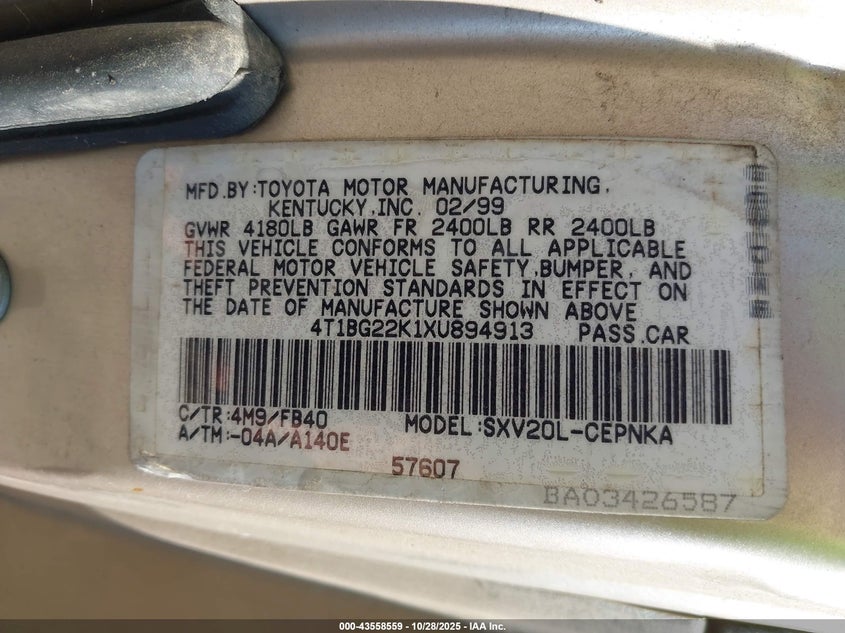 MFD.BY:TOYOTA MOTOR MANUFACTURING,
KENTUCKY,INC. 02/99
GVWR 4180LB GAWR FR 2400LB RR 2400LB
THIS VEHICLE CONFORMS TO ALL APPLICABLE
FEDERAL MOTOR VEHICLE SAFETY,BUMPER, AND
THEFT PREVENTION STANDARDS IN EFFECT ON
THE DATE OF MANUFACTURE SHOWN ABOVE
4T1BG22K1XU894913 PASS.CAR
C/TR:4M9/FB40 MODEL:SXV20L-CEPNKA
A/TM:-04A/A140E
57607
BA03426587
000-43558559 - 10/28/2025 - IAA Inc.